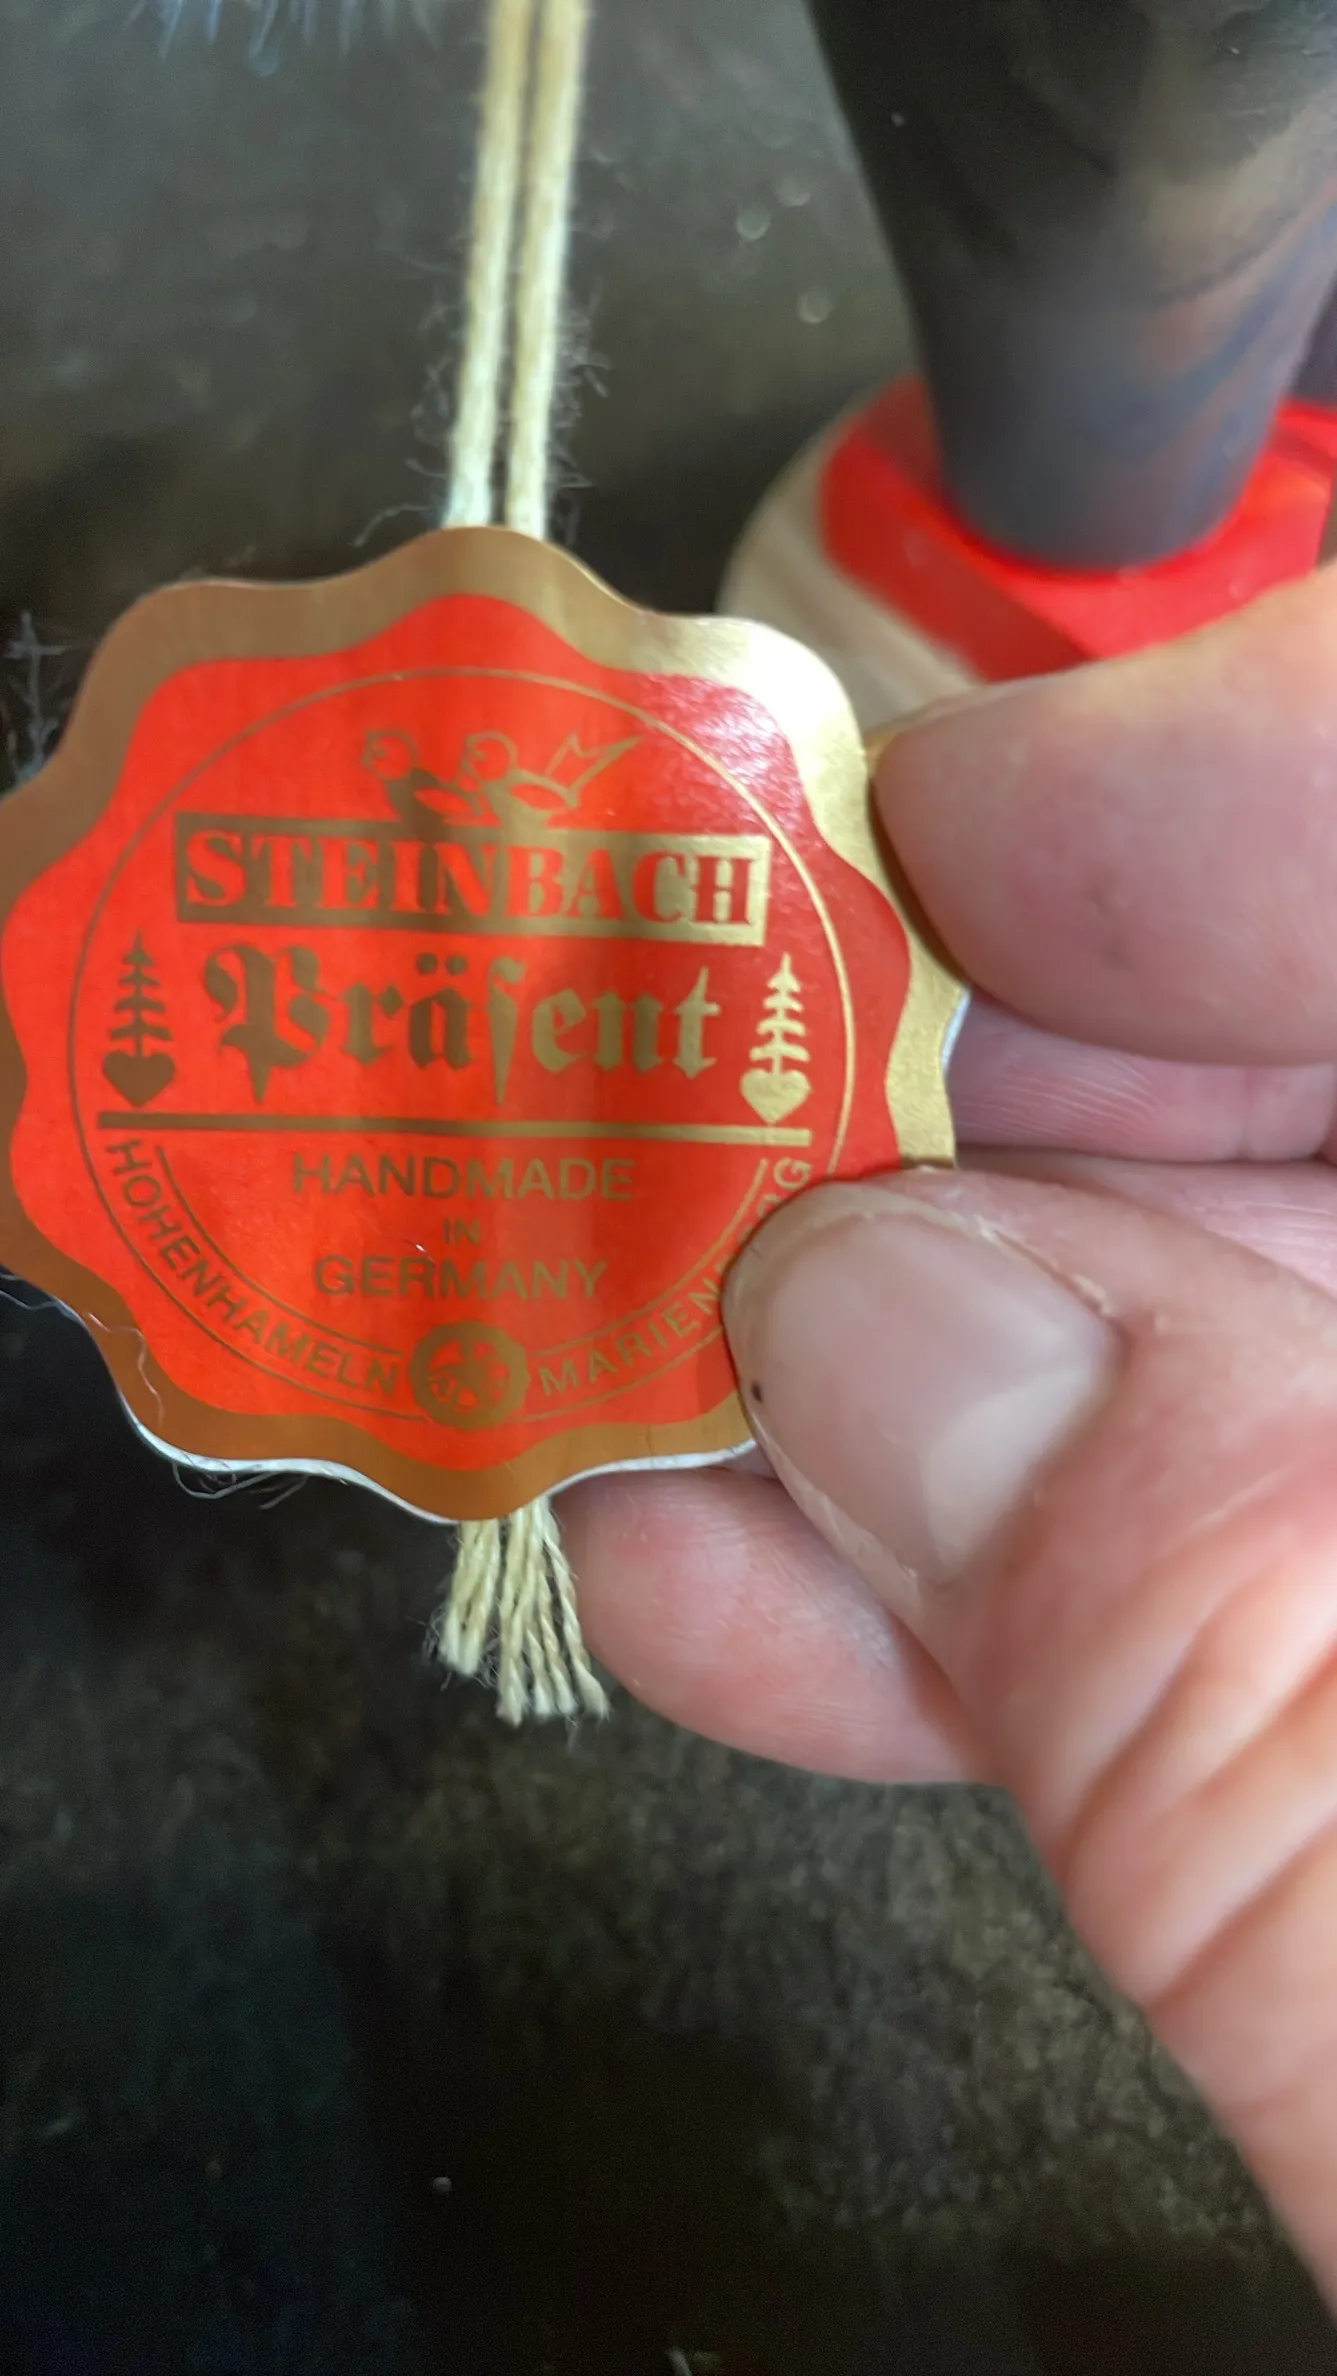 STEINBACH
Präſent
HANDMADE
IN
GERMANY
HOHENHAMELN